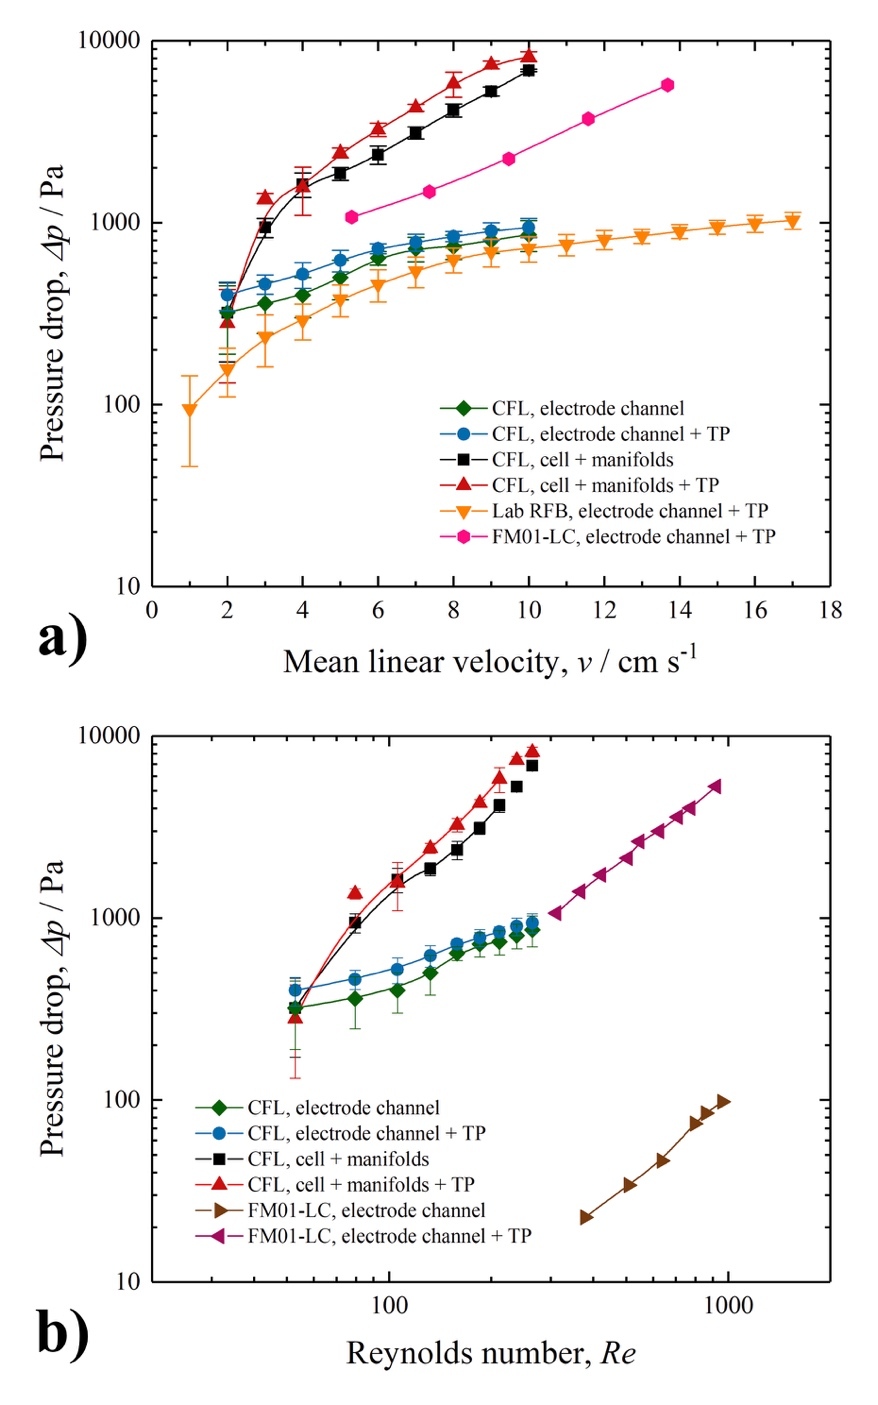 10000
1000
100
10
Pressure drop, Δp / Pa
CFL, electrode channel
CFL, electrode channel + TP
CFL, cell + manifolds
CFL, cell + manifolds + TP
Lab RFB, electrode channel + TP
FM01-LC, electrode channel + TP
0 2 4 6 8 10 12 14 16 18
a)
Mean linear velocity, v / cm s⁻¹
10000
1000
100
10
Pressure drop, Δp / Pa
CFL, electrode channel
CFL, electrode channel + TP
CFL, cell + manifolds
CFL, cell + manifolds + TP
FM01-LC, electrode channel
FM01-LC, electrode channel + TP
100 1000
b)
Reynolds number, Re